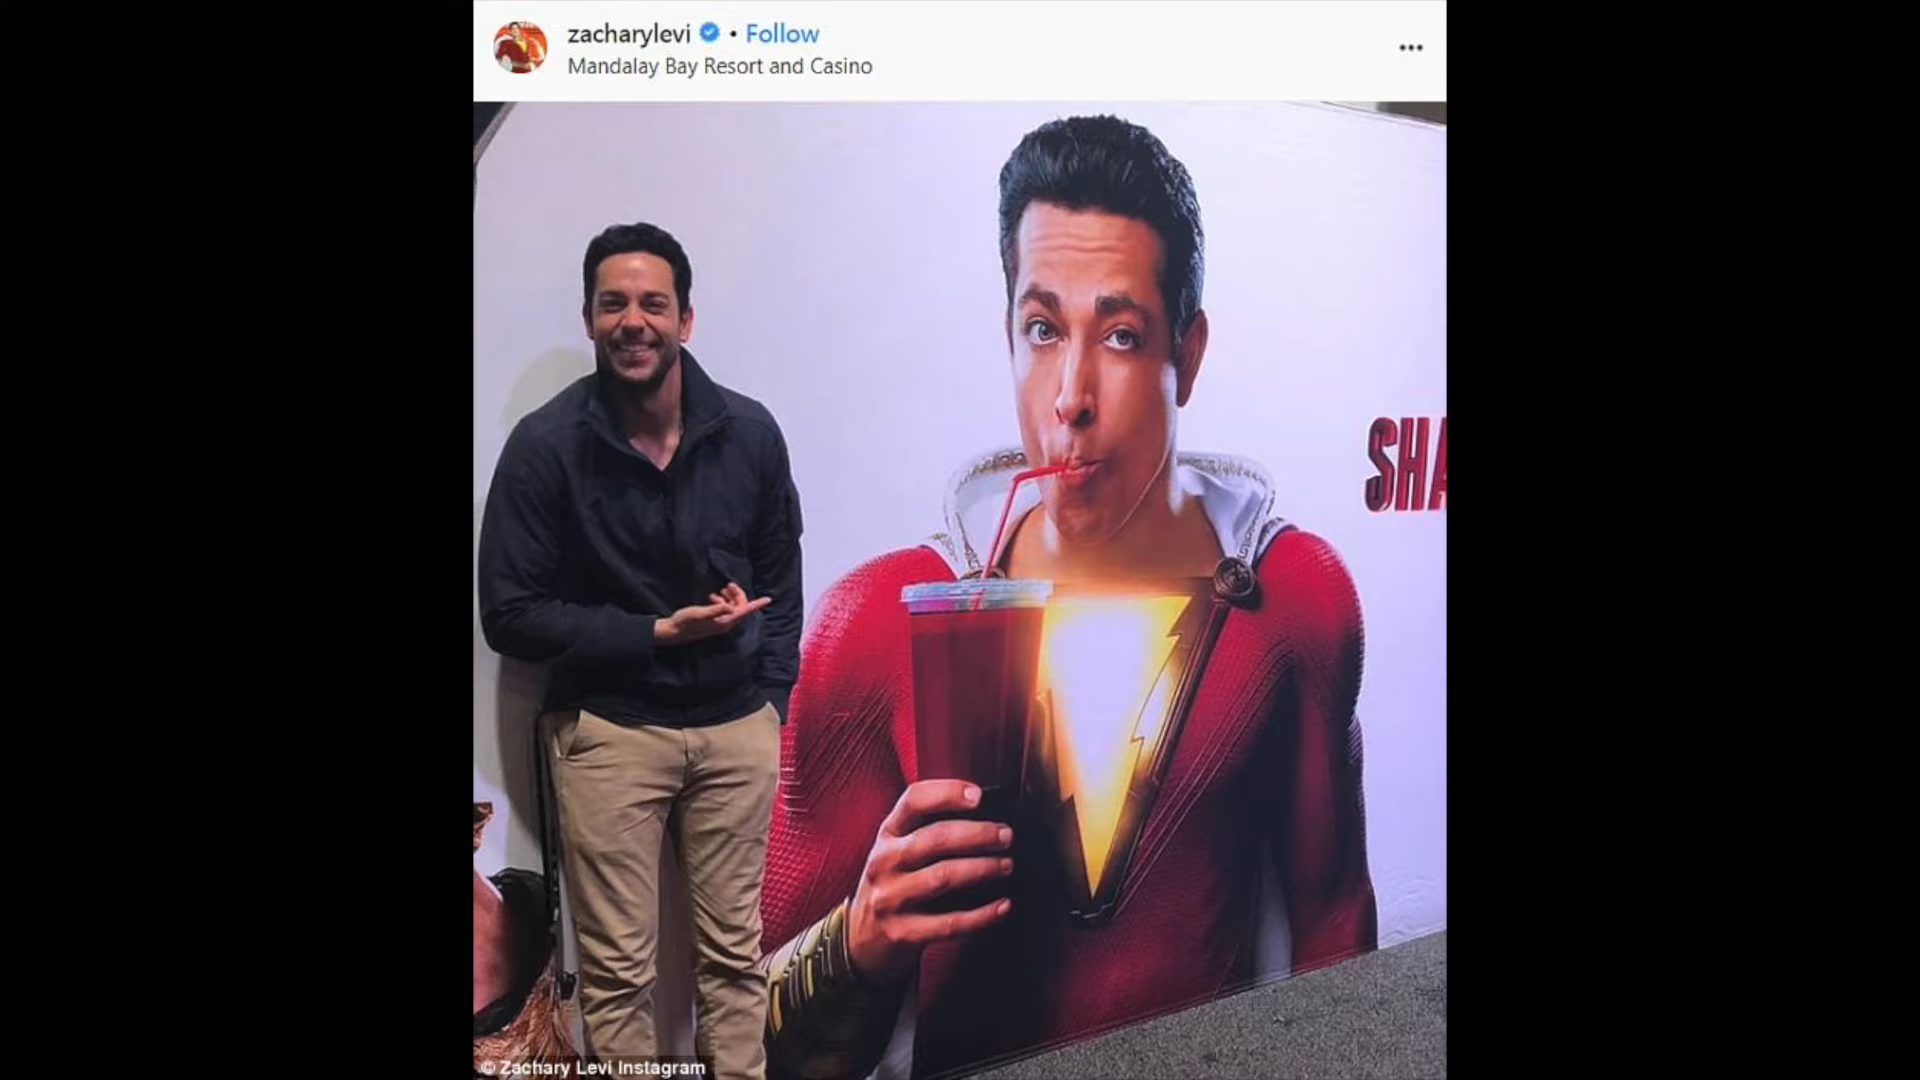 zacharylevi • Follow
Mandalay Bay Resort and Casino
SHA
© Zachary Levi Instagram